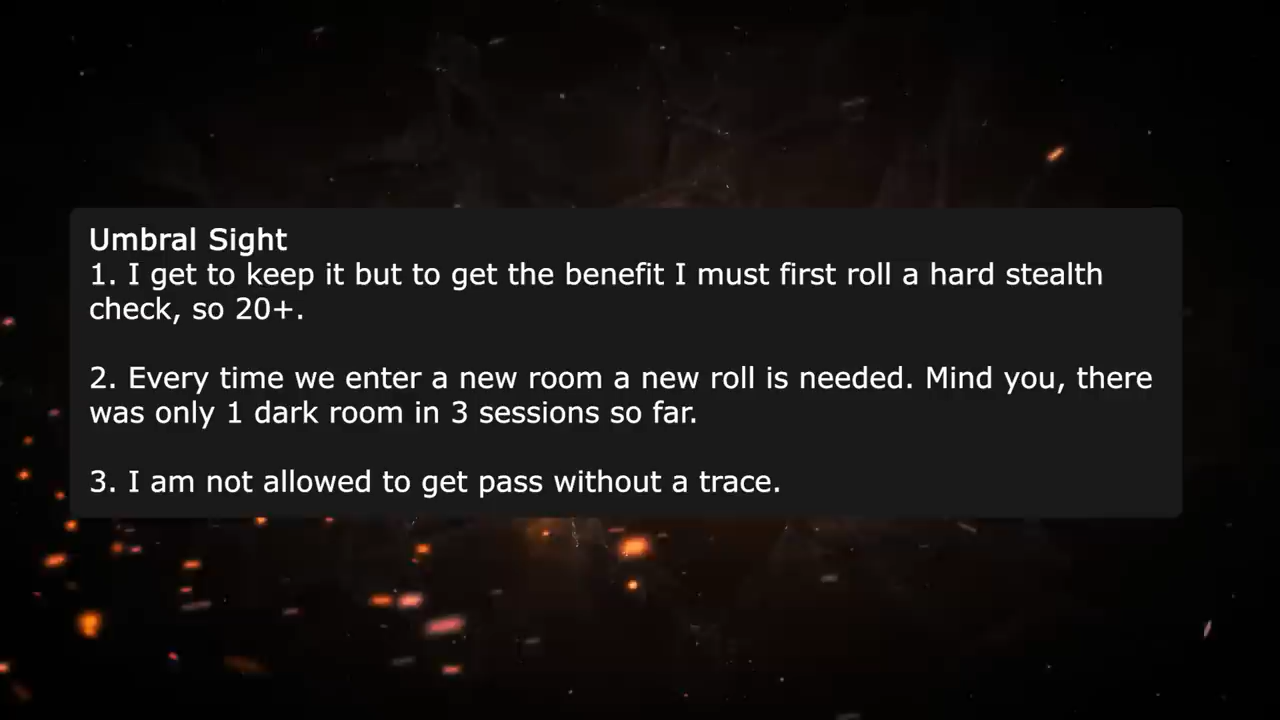 Umbral Sight
1. I get to keep it but to get the benefit I must first roll a hard stealth
check, so 20+.
2. Every time we enter a new room a new roll is needed. Mind you, there
was only 1 dark room in 3 sessions so far.
3. I am not allowed to get pass without a trace.